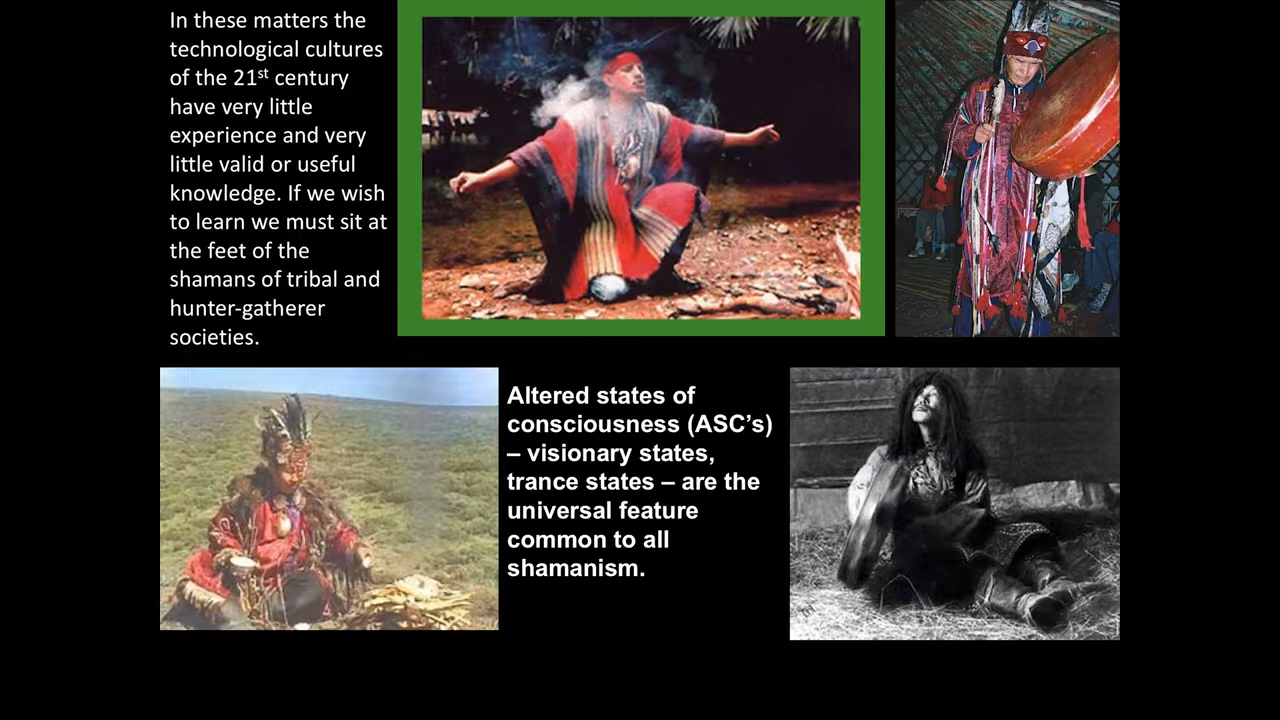 In these matters the
technological cultures
of the 21st century
have very little
experience and very
little valid or useful
knowledge. If we wish
to learn we must sit at
the feet of the
shamans of tribal and
hunter-gatherer
societies.
Altered states of
consciousness (ASC’s)
– visionary states,
trance states – are the
universal feature
common to all
shamanism.